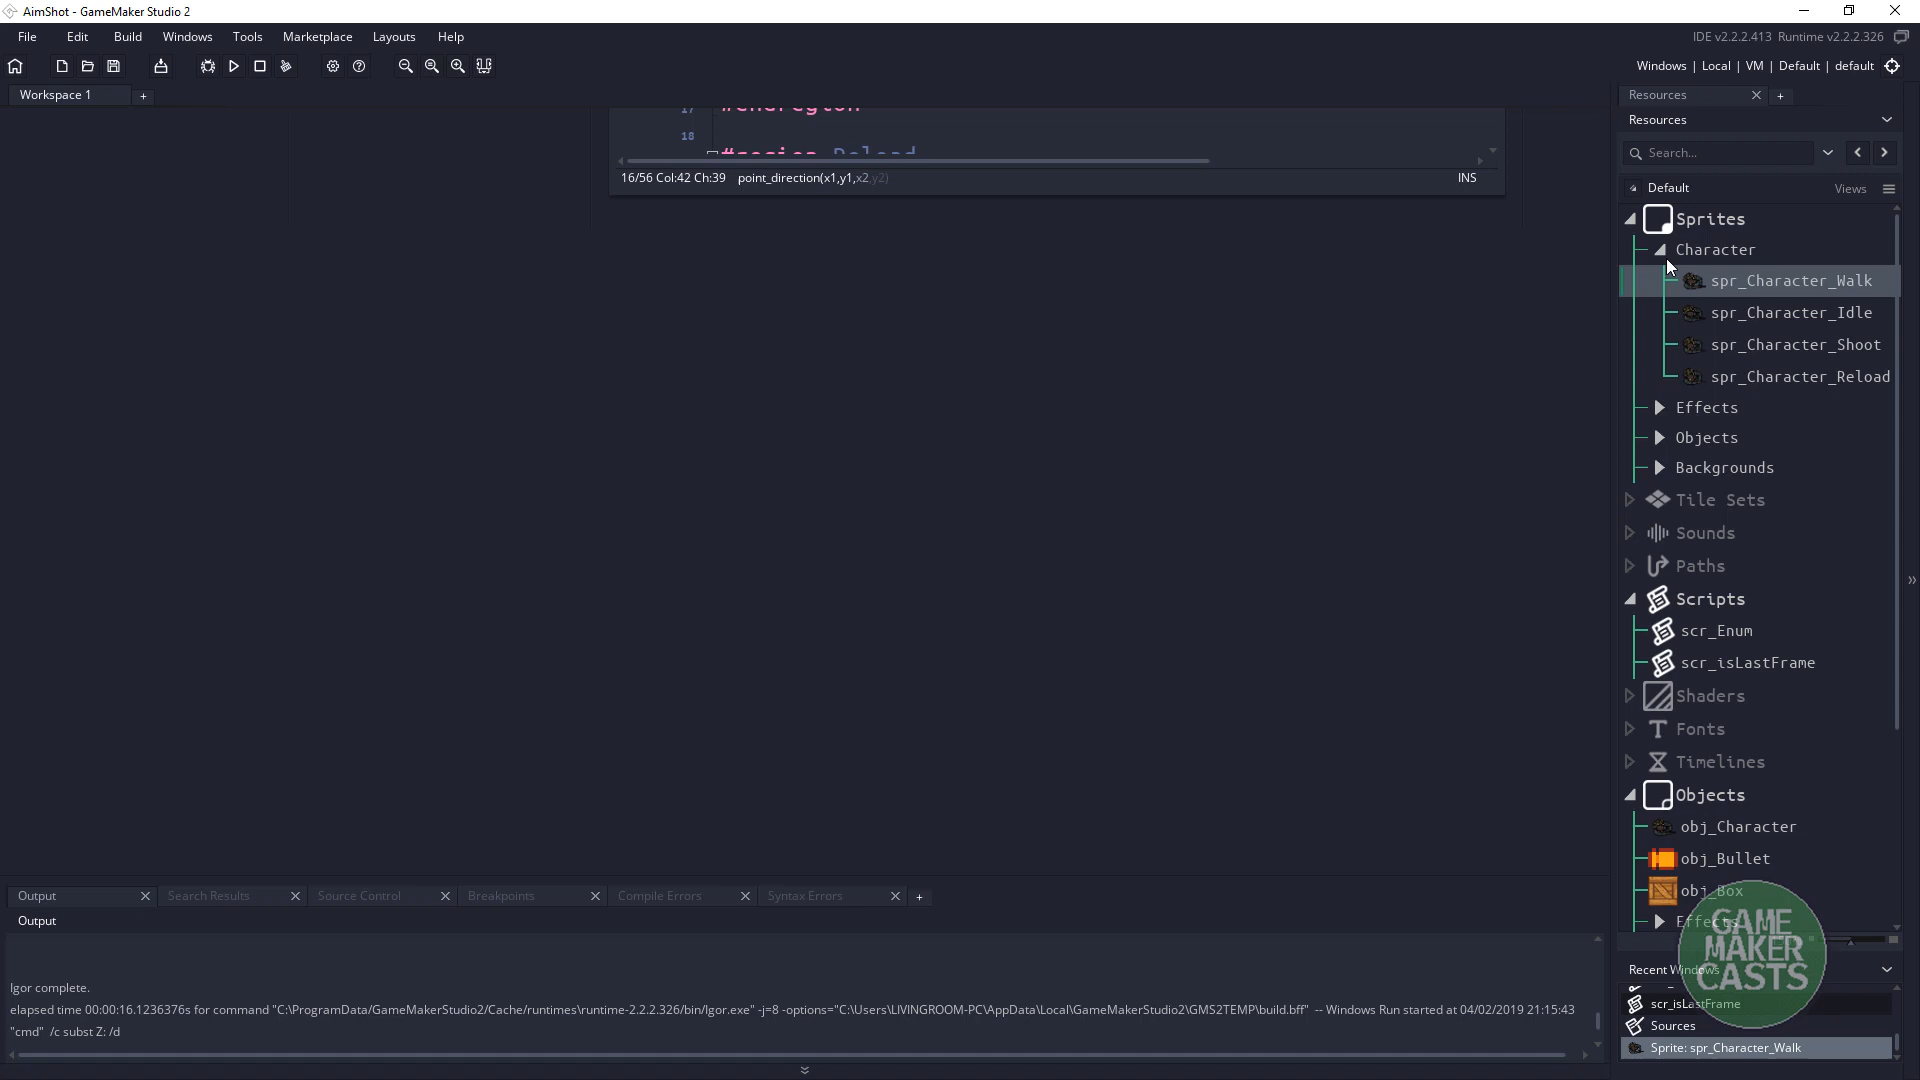 AimShot - GameMaker Studio 2
File Edit Build Windows Tools Marketplace Layouts Help
IDE v2.2.2.413 Runtime v2.2.2.326
Windows | Local | VM | Default | default
Workspace 1 +
Resources
Resources
Search...
Default Views
17 #endregion
18
#region Reload
16/56 Col:42 Ch:39 point_direction(x1,y1,x2,y2) INS
Sprites
Character
spr_Character_Walk
spr_Character_Idle
spr_Character_Shoot
spr_Character_Reload
Effects
Objects
Backgrounds
Tile Sets
Sounds
Paths
Scripts
scr_Enum
scr_isLastFrame
Shaders
Fonts
Timelines
Objects
obj_Character
obj_Bullet
obj_Box
Effects
GAME
MAKER
CASTS
Recent Windows
scr_isLastFrame
Sources
Sprite: spr_Character_Walk
Output Search Results Source Control Breakpoints Compile Errors Syntax Errors +
Output
Igor complete.
elapsed time 00:00:16.1236376s for command "C:\ProgramData/GameMakerStudio2/Cache/runtimes\runtime-2.2.2.326/bin/Igor.exe" -j=8 -options="C:\Users\LIVINGROOM-PC\AppData\Local\GameMakerStudio2\GMS2TEMP\build.bff" -- Windows Run started at 04/02/2019 21:15:43
"cmd" /c subst Z: /d